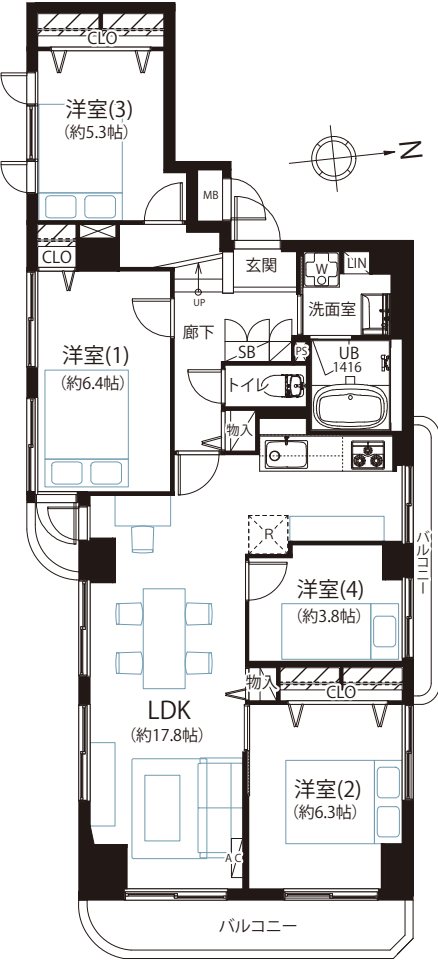 CLO
洋室(3)
(約5.3帖)
N
MB
CLO
玄関
W
LIN
UP
洗面室
廊下
洋室(1)
(約6.4帖)
SB
PS
UB
1416
トイレ
物入
R
バルコニー
洋室(4)
(約3.8帖)
物入
CLO
LDK
(約17.8帖)
洋室(2)
(約6.3帖)
AC
バルコニー